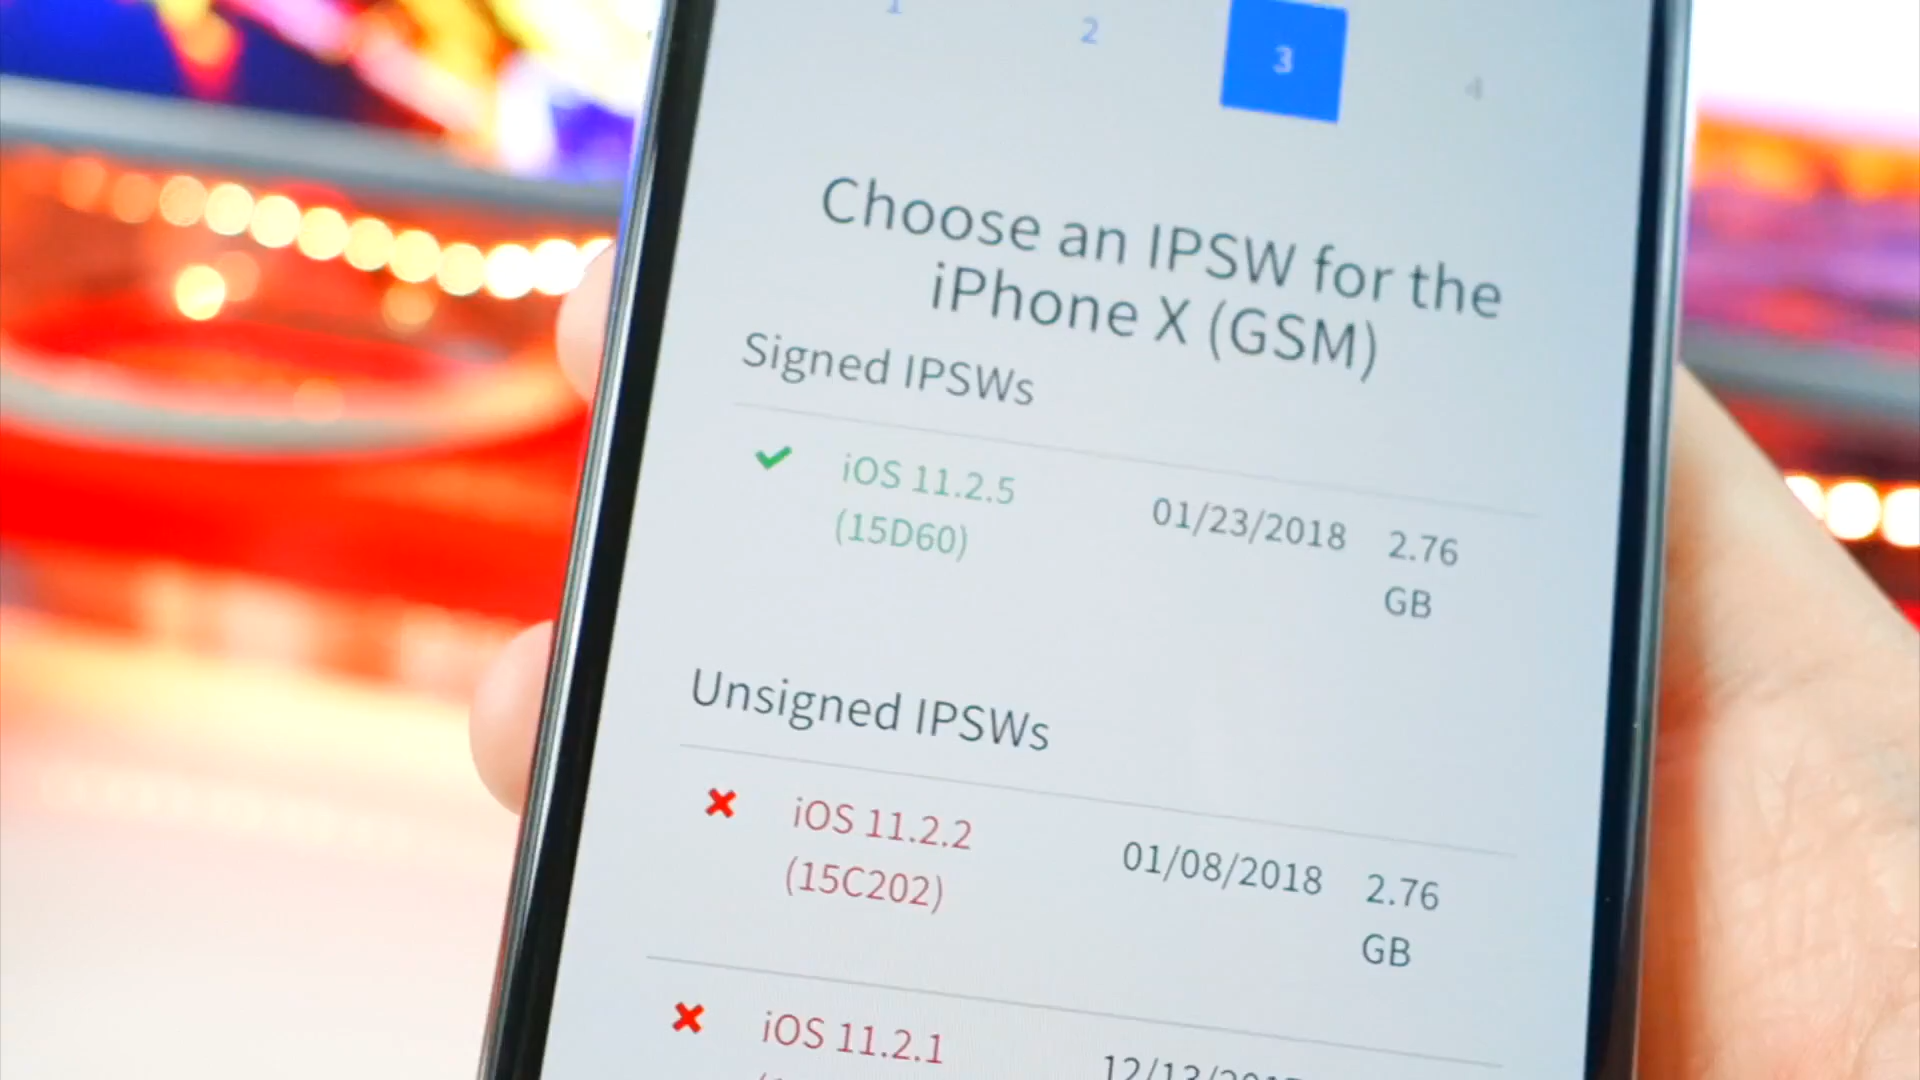 1 2 3 4
Choose an IPSW for the
iPhone X (GSM)
Signed IPSWs
iOS 11.2.5 01/23/2018 2.76
(15D60) GB
Unsigned IPSWs
iOS 11.2.2 01/08/2018 2.76
(15C202) GB
iOS 11.2.1